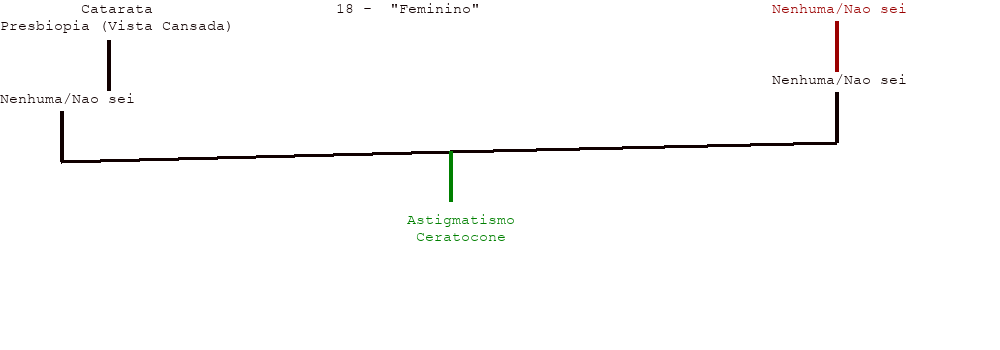 Catarata
Presbiopia (Vista Cansada)
18 - "Feminino"
Nenhuma/Nao sei
Nenhuma/Nao sei
Nenhuma/Nao sei
Astigmatismo
Ceratocone